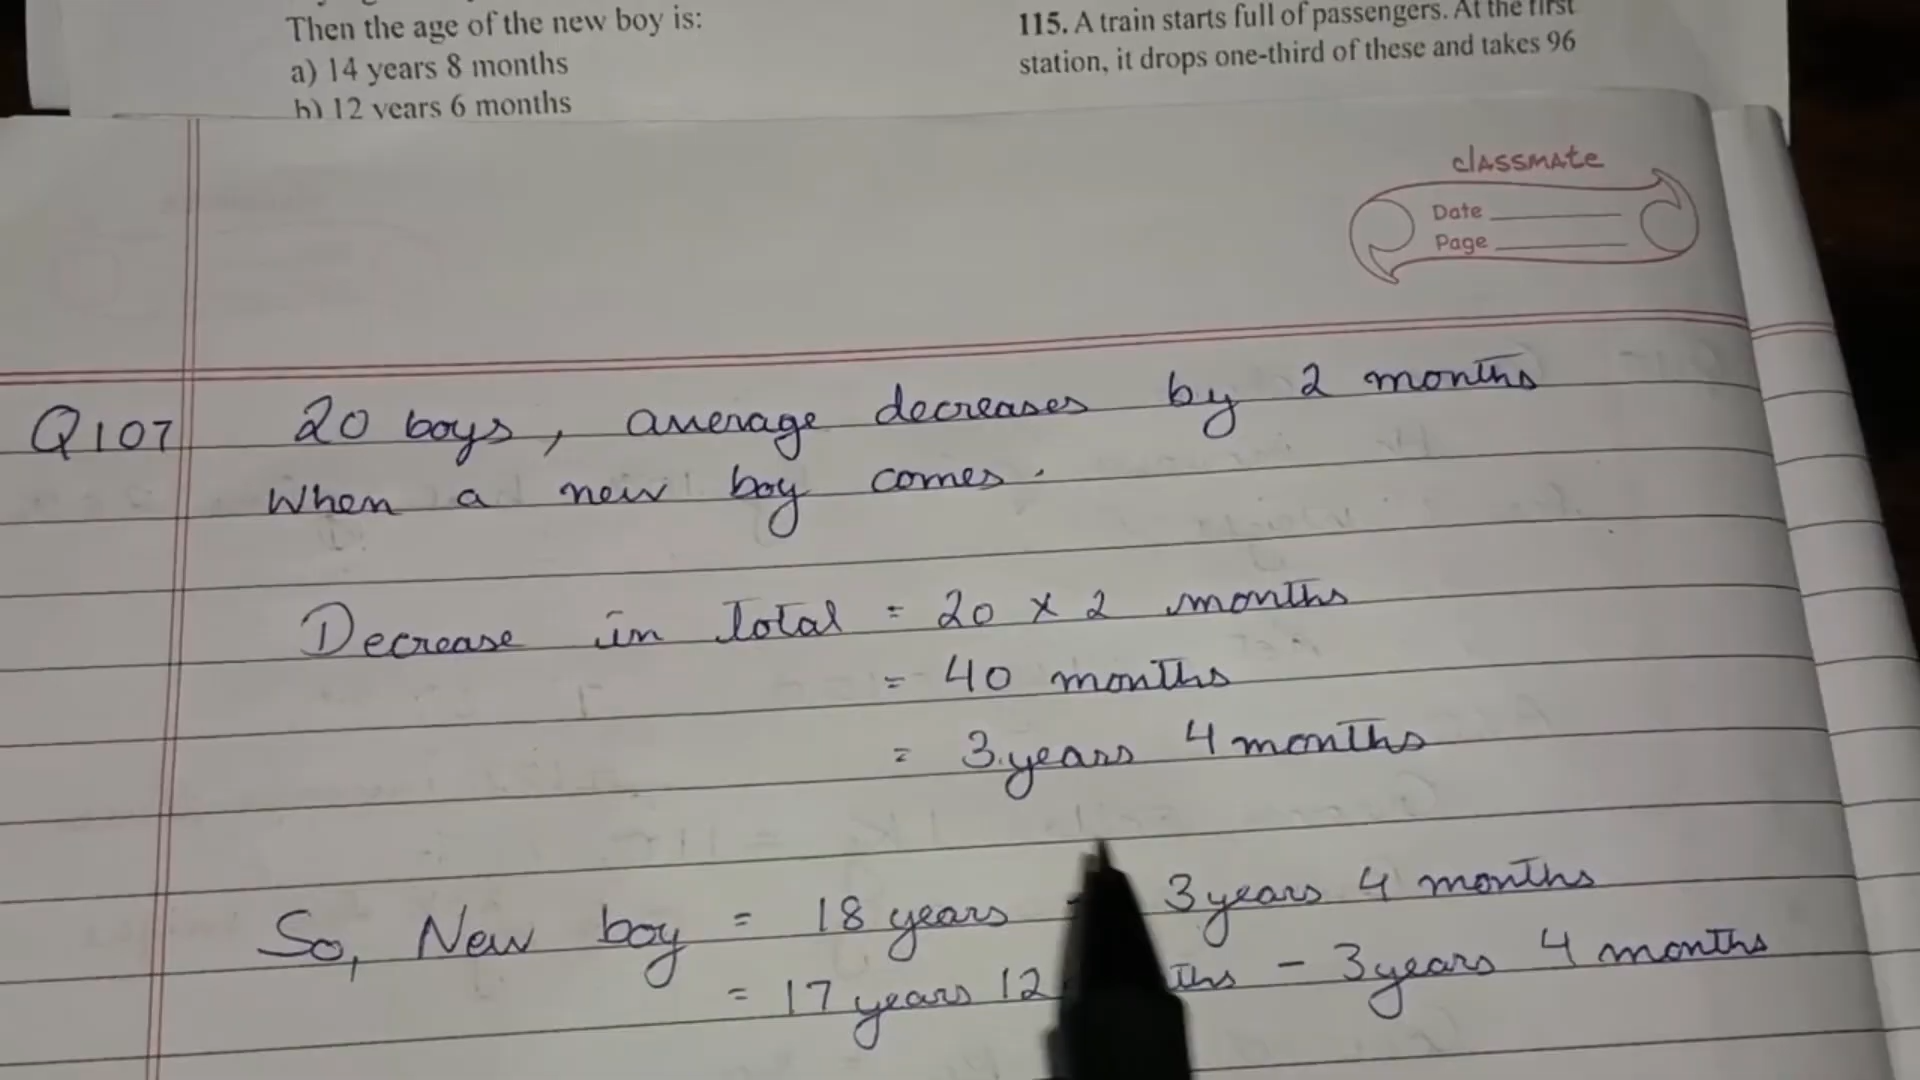 Then the age of the new boy is:
a) 14 years 8 months
b) 12 years 6 months
115. A train starts full of passengers. At the first
station, it drops one-third of these and takes 96
classmate
Date
Page
Q107 20 boys, average decreases by 2 months
When a new boy comes.
Decrease in Total = 20 x 2 months
= 40 months
= 3 years 4 months
So, New boy = 18 years - 3 years 4 months
= 17 years 12 - 3 years 4 months